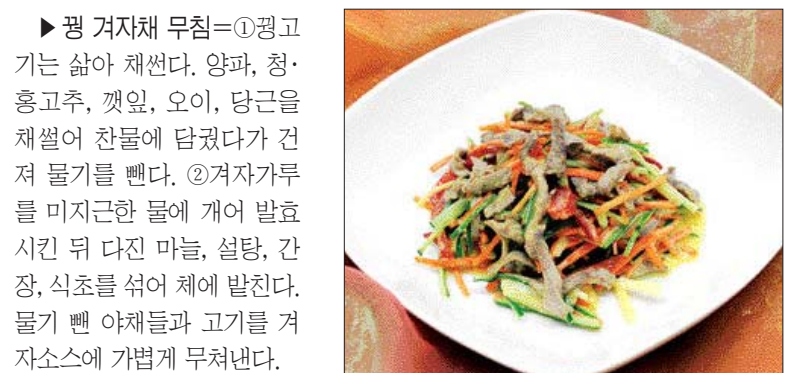 ▶꿩 겨자채 무침=①꿩고
기는 삶아 채썬다. 양파, 청·
홍고추, 깻잎, 오이, 당근을
채썰어 찬물에 담궜다가 건
져 물기를 뺀다. ②겨자가루
를 미지근한 물에 개어 발효
시킨 뒤 다진 마늘, 설탕, 간
장, 식초를 섞어 체에 밭친다.
물기 뺀 야채들과 고기를 겨
자소스에 가볍게 무쳐낸다.